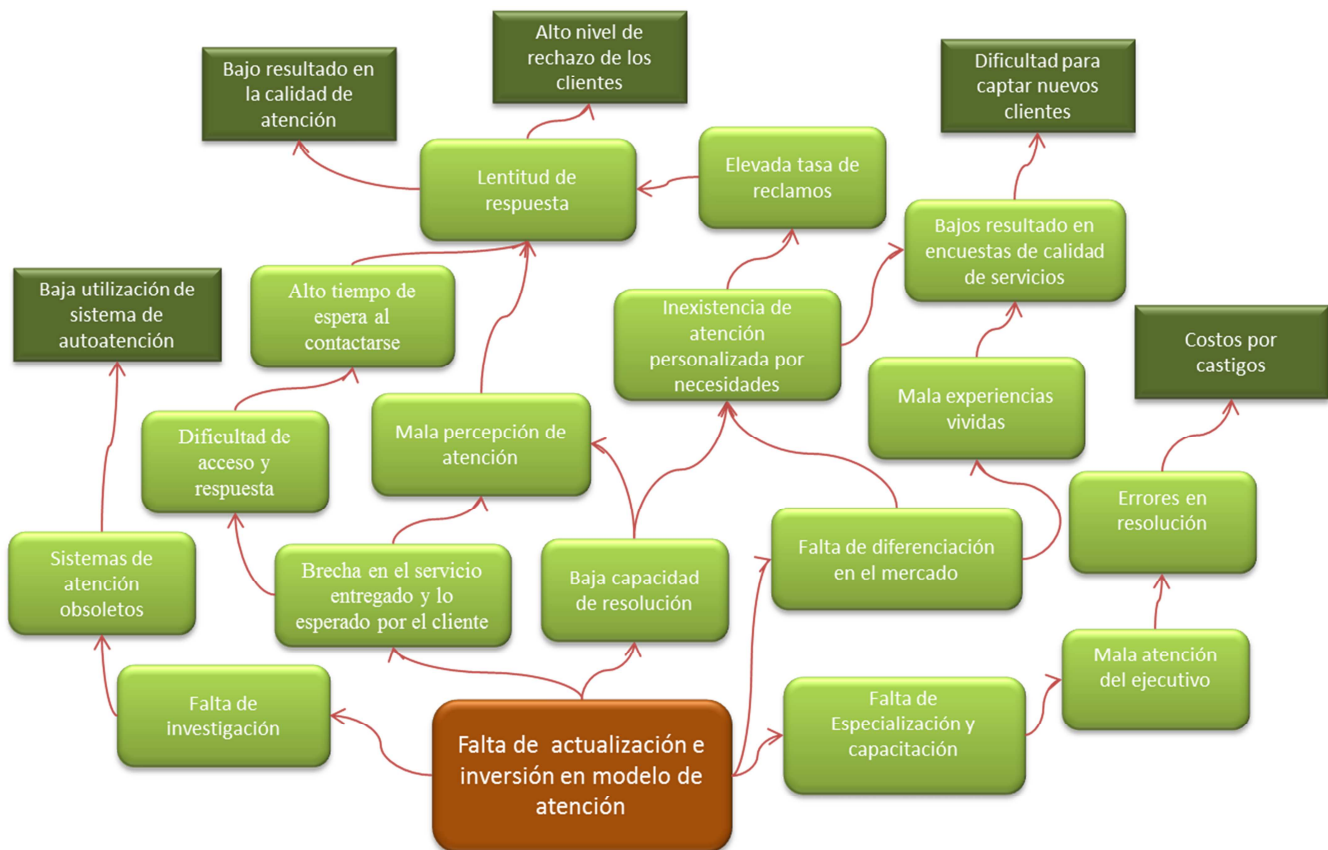 Alto nivel de
rechazo de los
clientes
Bajo resultado en
la calidad de
atención
Dificultad para
captar nuevos
clientes
Lentitud de
respuesta
Elevada tasa de
reclamos
Bajos resultado en
encuestas de calidad
de servicios
Baja utilización de
sistema de
autoatención
Alto tiempo de
espera al
contactarse
Inexistencia de
atención
personalizada por
necesidades
Costos por
castigos
Mala experiencias
vividas
Mala percepción de
atención
Dificultad de
acceso y
respuesta
Errores en
resolución
Sistemas de
atención
obsoletos
Brecha en el servicio
entregado y lo
esperado por el cliente
Baja capacidad
de resolución
Falta de diferenciación
en el mercado
Mala atención
del ejecutivo
Falta de
investigación
Falta de
Especialización y
capacitación
Falta de actualización e
inversión en modelo de
atención